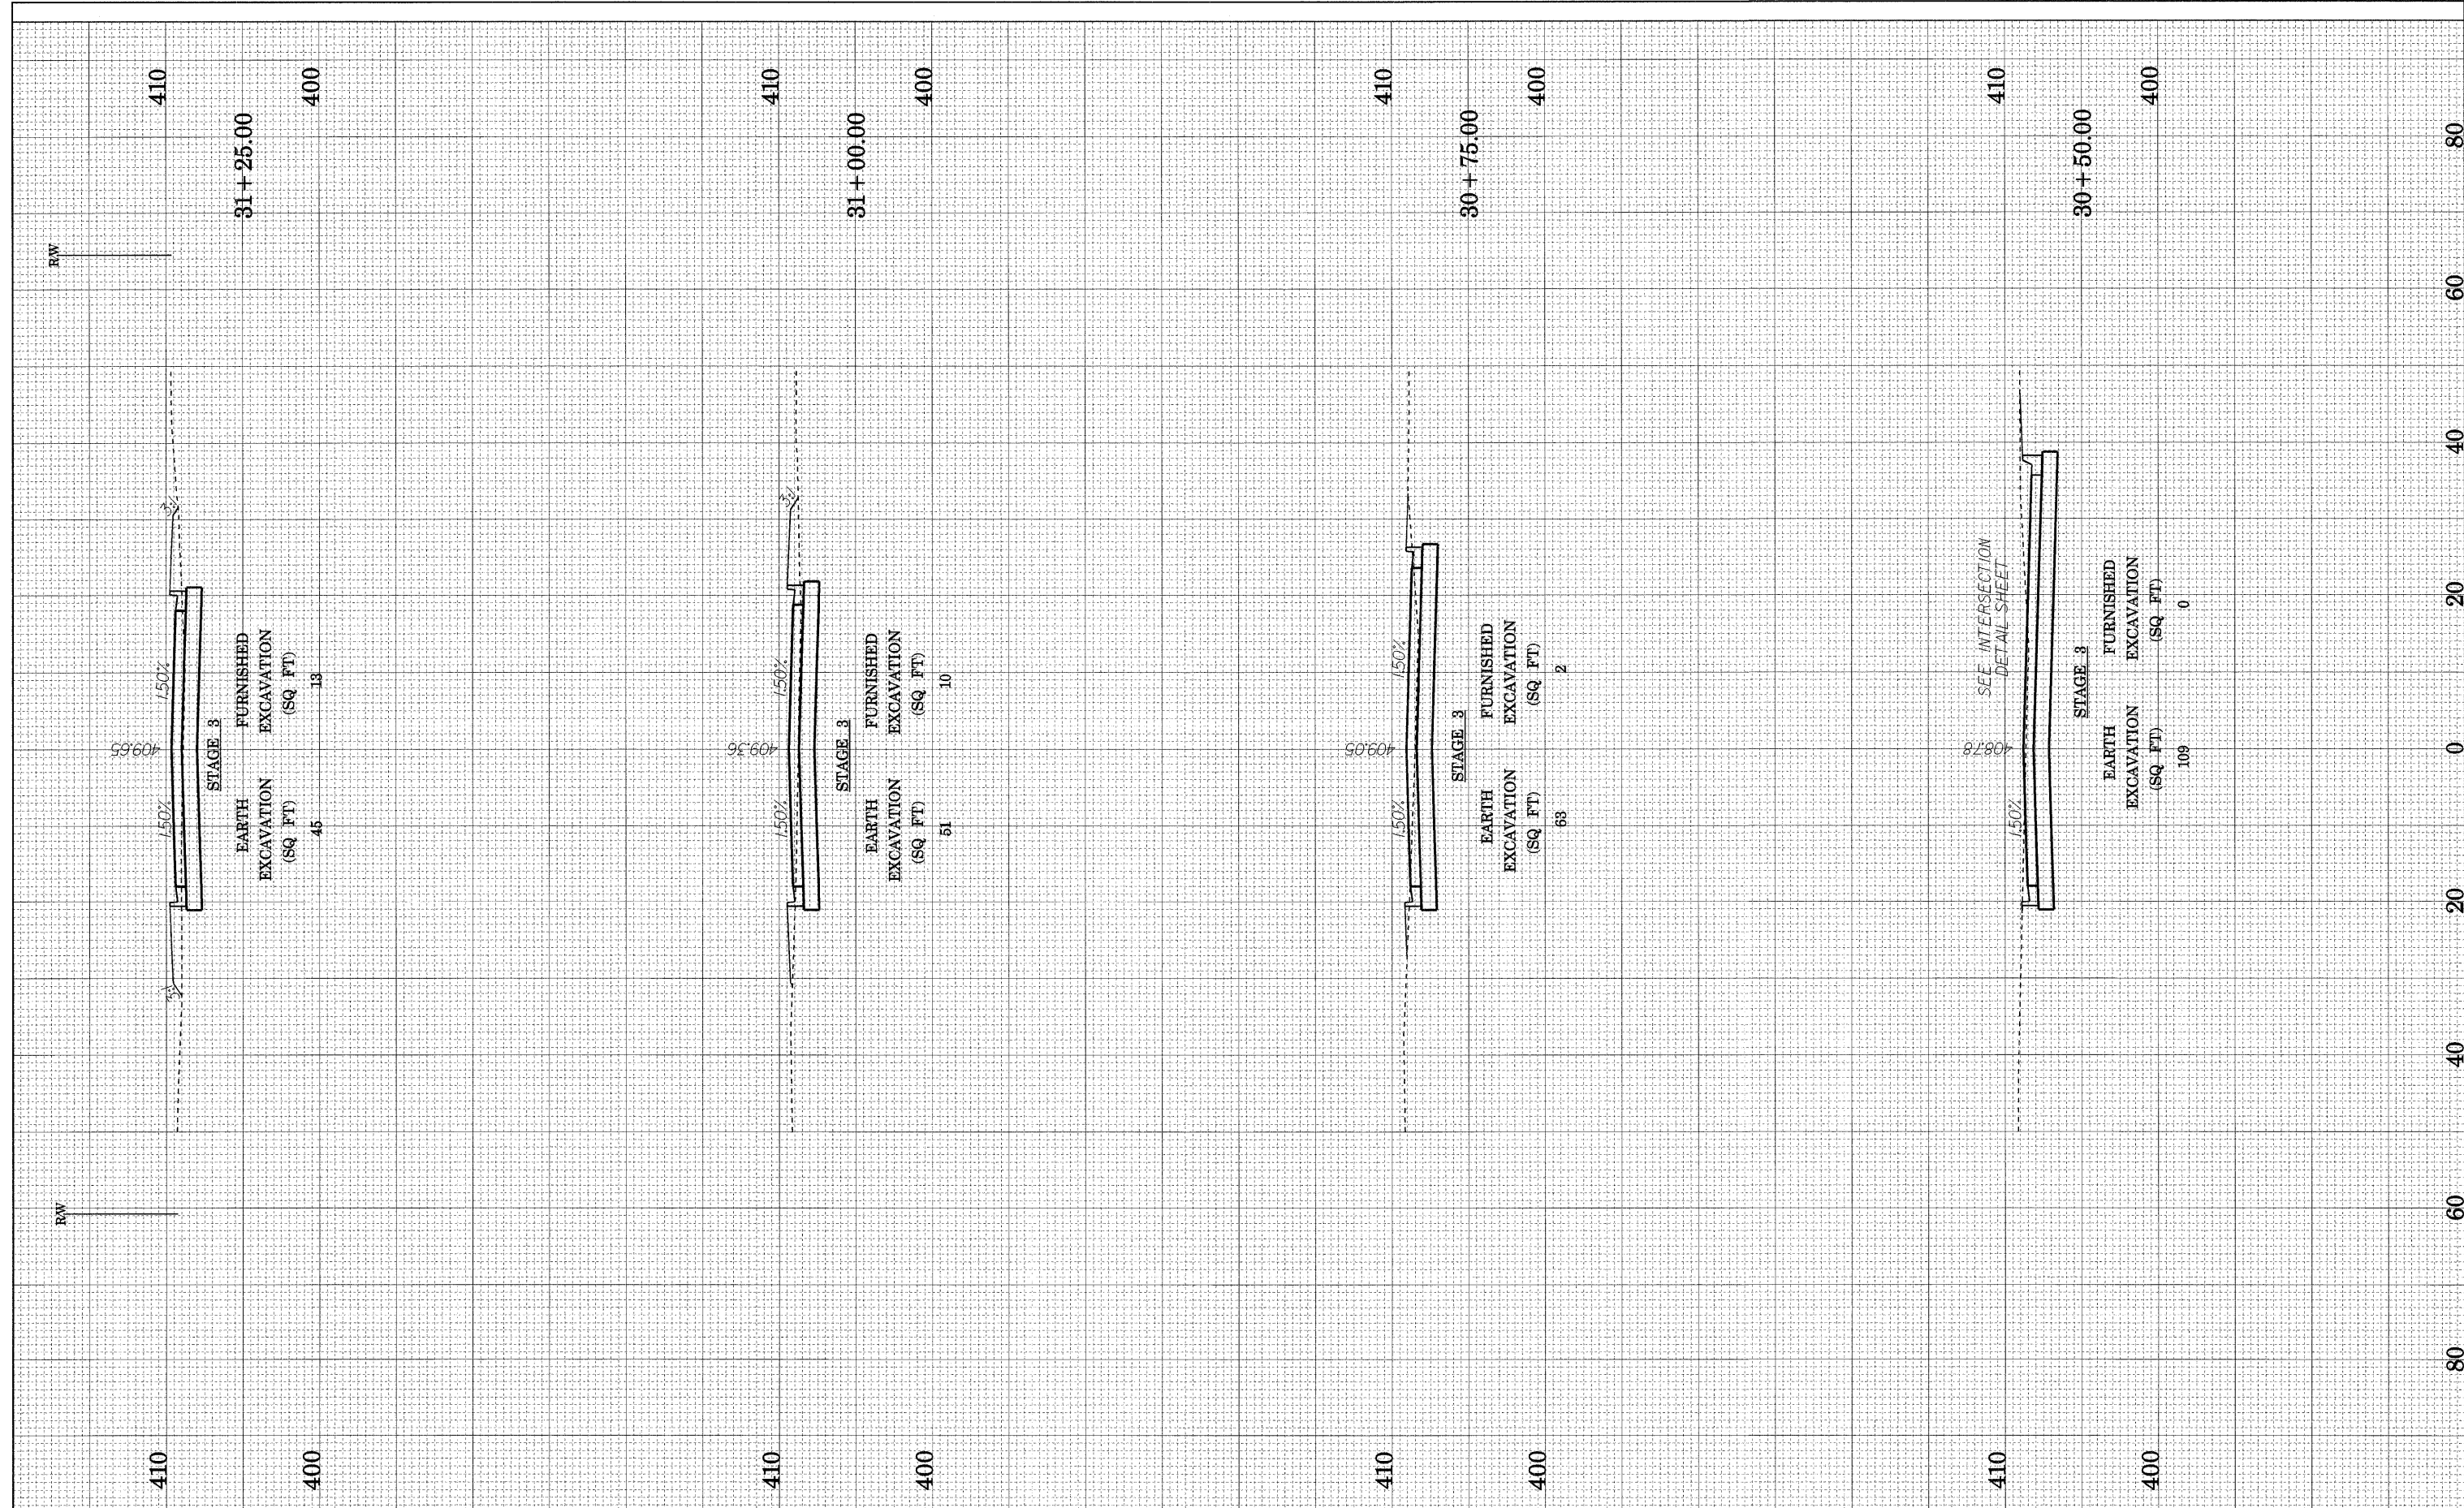 410
400
31+25.00
R/W
3:1
1.50%
409.65
1.50%
STAGE 3
EARTH FURNISHED
EXCAVATION EXCAVATION
(SQ FT) (SQ FT)
45 13
3:1
R/W
410
400
410
400
31+00.00
3:1
1.50%
409.36
1.50%
STAGE 3
EARTH FURNISHED
EXCAVATION EXCAVATION
(SQ FT) (SQ FT)
51 10
410
400
410
400
30+75.00
1.50%
409.05
1.50%
STAGE 3
EARTH FURNISHED
EXCAVATION EXCAVATION
(SQ FT) (SQ FT)
63 2
410
400
410
400
30+50.00
SEE INTERSECTION
DETAIL SHEET
408.78
1.50%
STAGE 3
EARTH FURNISHED
EXCAVATION EXCAVATION
(SQ FT) (SQ FT)
109 0
410
400
80 60 40 20 0 20 40 60 80